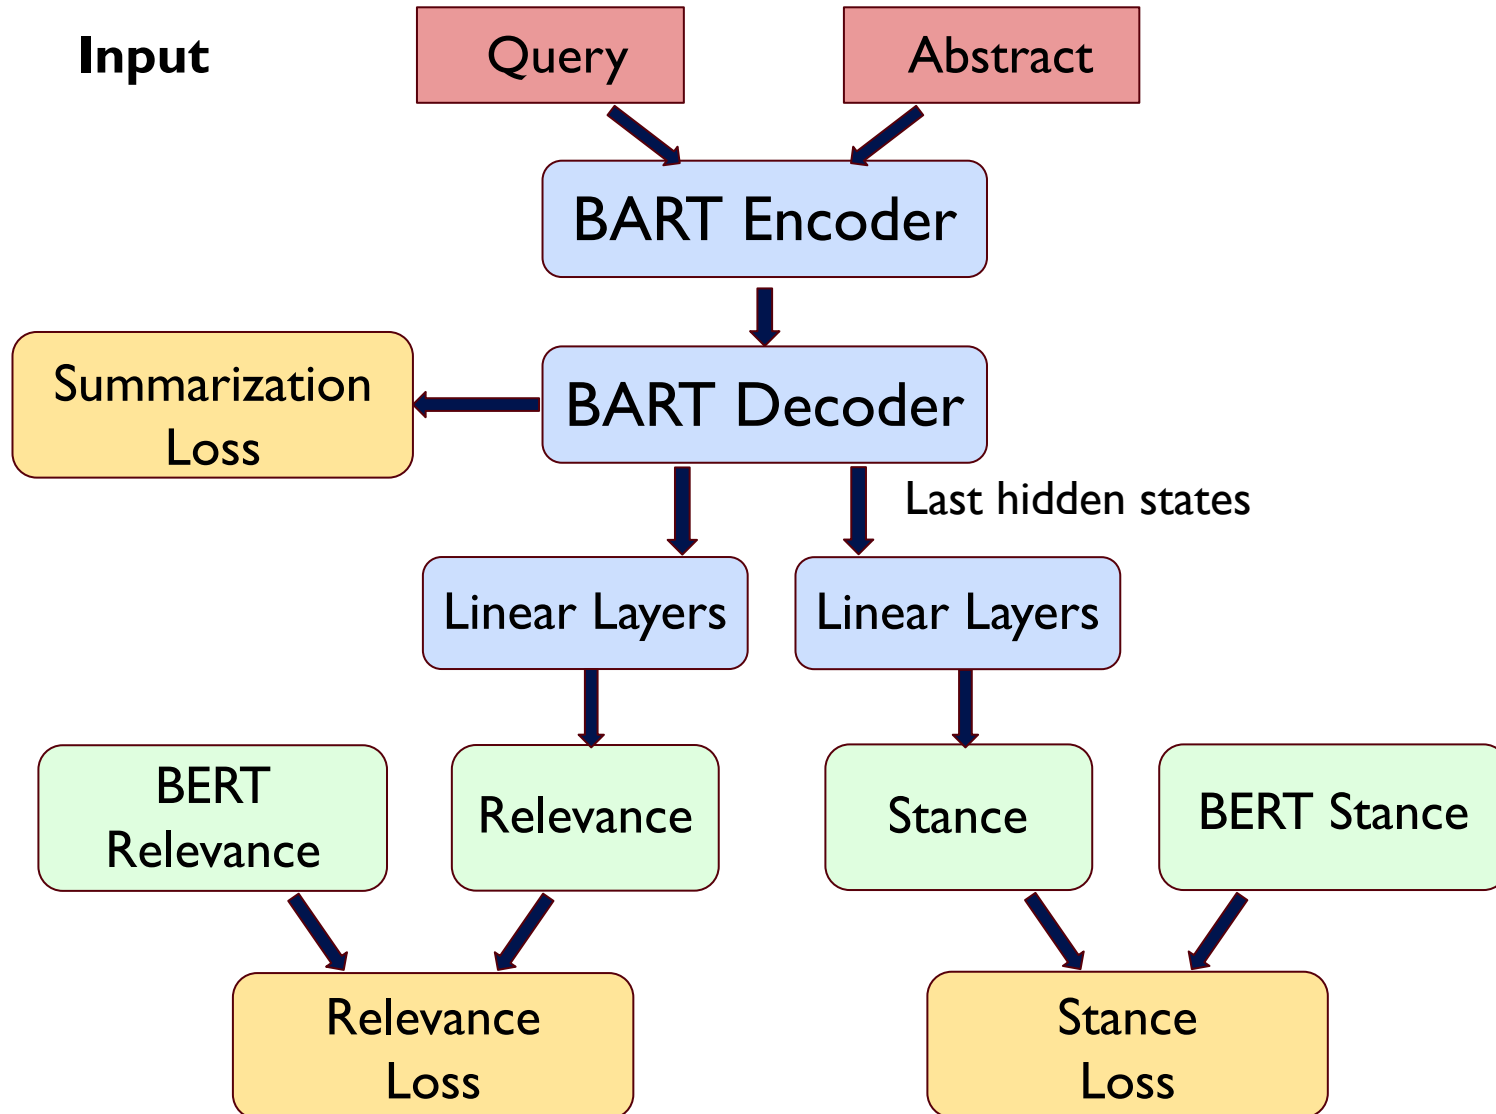 Input
Query
Abstract
BART Encoder
Summarization
Loss
BART Decoder
Last hidden states
Linear Layers
Linear Layers
BERT
Relevance
Relevance
Stance
BERT Stance
Relevance
Loss
Stance
Loss